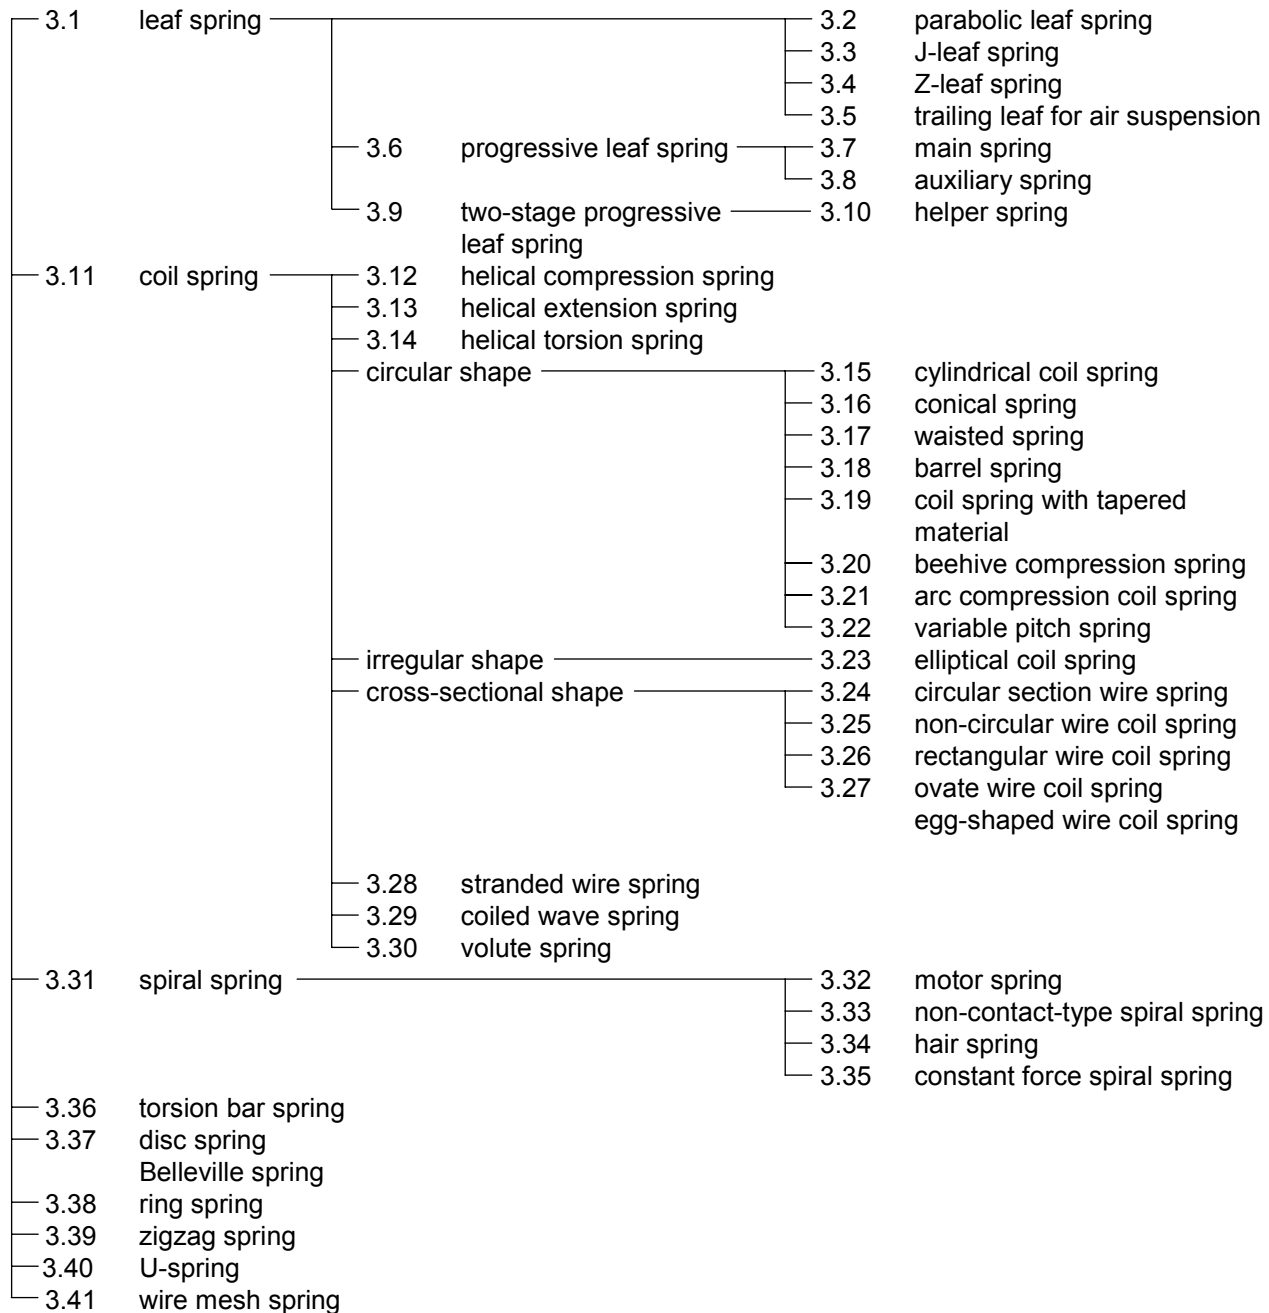 3.1 leaf spring 3.2 parabolic leaf spring
3.3 J-leaf spring
3.4 Z-leaf spring
3.5 trailing leaf for air suspension
3.6 progressive leaf spring 3.7 main spring
3.8 auxiliary spring
3.9 two-stage progressive 3.10 helper spring
leaf spring
3.11 coil spring 3.12 helical compression spring
3.13 helical extension spring
3.14 helical torsion spring
circular shape 3.15 cylindrical coil spring
3.16 conical spring
3.17 waisted spring
3.18 barrel spring
3.19 coil spring with tapered
material
3.20 beehive compression spring
3.21 arc compression coil spring
3.22 variable pitch spring
irregular shape 3.23 elliptical coil spring
cross-sectional shape 3.24 circular section wire spring
3.25 non-circular wire coil spring
3.26 rectangular wire coil spring
3.27 ovate wire coil spring
egg-shaped wire coil spring
3.28 stranded wire spring
3.29 coiled wave spring
3.30 volute spring
3.31 spiral spring 3.32 motor spring
3.33 non-contact-type spiral spring
3.34 hair spring
3.35 constant force spiral spring
3.36 torsion bar spring
3.37 disc spring
Belleville spring
3.38 ring spring
3.39 zigzag spring
3.40 U-spring
3.41 wire mesh spring